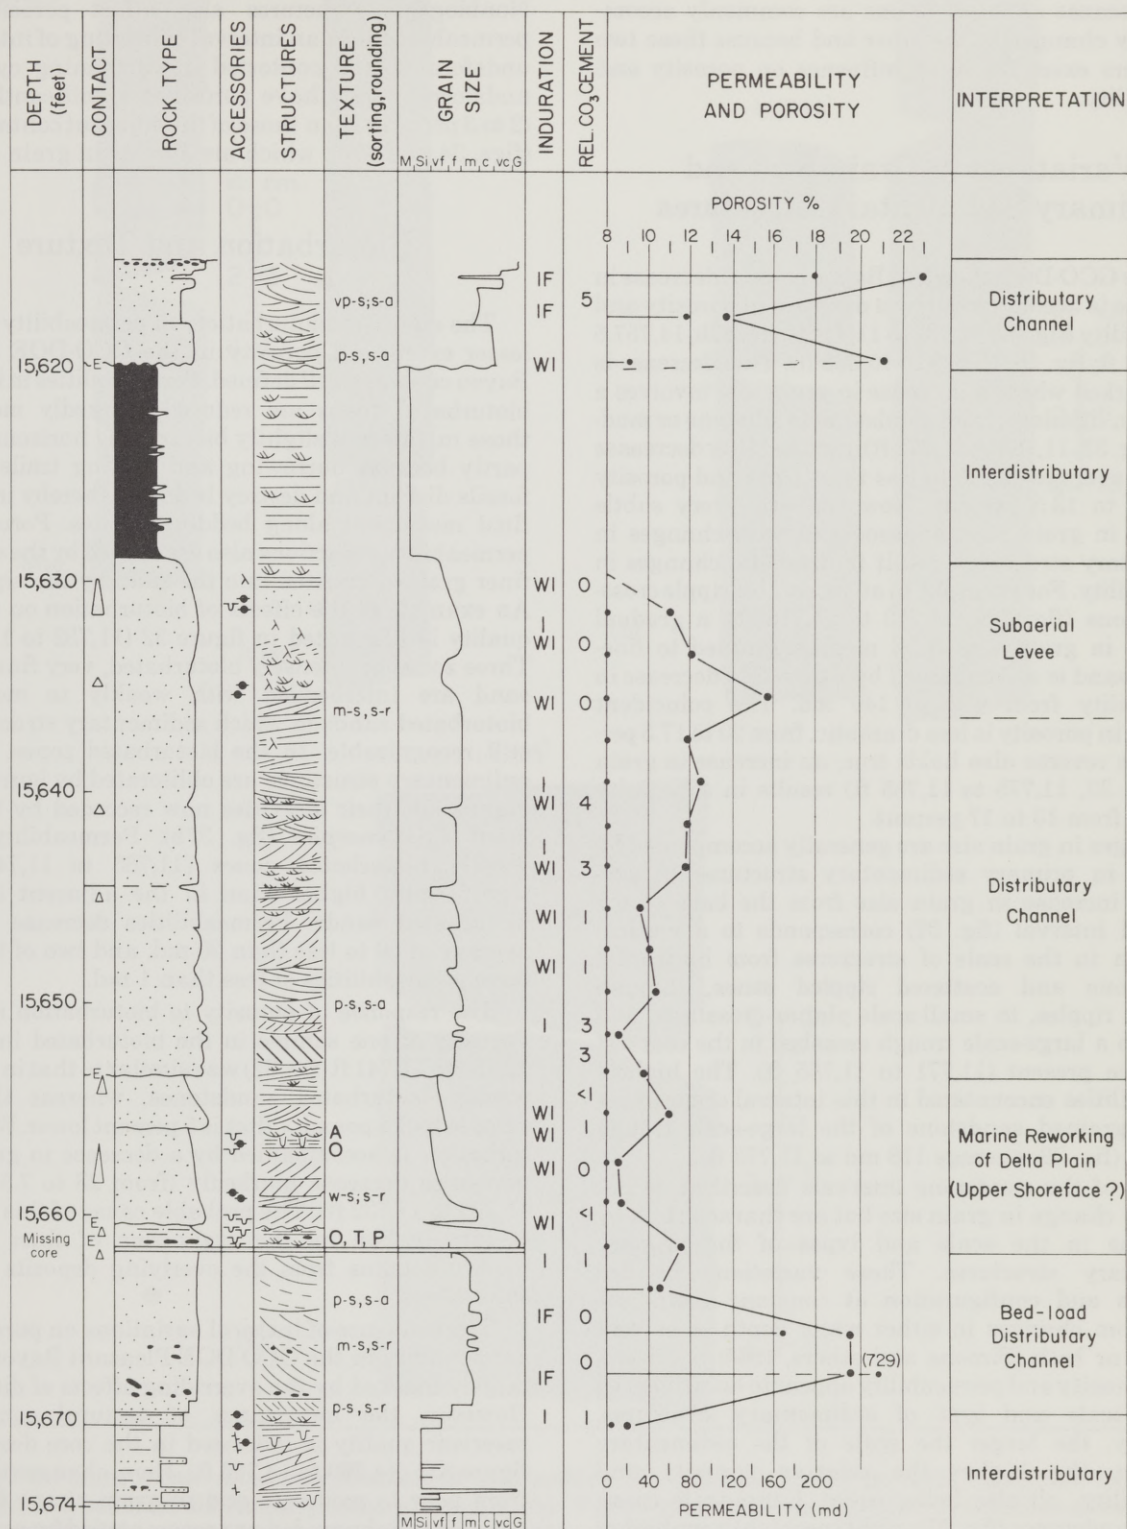 DEPTH
(feet)
CONTACT
ROCK TYPE
ACCESSORIES
STRUCTURES
TEXTURE
(sorting, rounding)
GRAIN
SIZE
M Si vf f m c vc G
INDURATION
REL. CO3 CEMENT
PERMEABILITY
AND POROSITY
INTERPRETATION
POROSITY %
8 10 12 14 16 18 20 22
IF
5
Distributary
Channel
vp-s; s-a
IF
p-s, s-a
WI
15,620
E
Interdistributary
15,630
WI 0
I
WI 0
Subaerial
Levee
WI 0
m-s, s-r
I
15,640
WI 4
I
WI 3
WI 1
Distributary
Channel
WI 1
15,650
p-s, s-a
I 3
3
E
<1
WI
A
WI 1
O
Marine Reworking
of Delta Plain
(Upper Shoreface ?)
WI 0
w-s; s-r
<1
15,660
E
WI
Missing
core
E
O, T, P
I 1
p-s, s-a
IF 0
Bed-load
Distributary
Channel
m-s, s-r
0
(729)
IF
p-s, s-r
15,670
I 1
Interdistributary
15,674
0 40 80 120 160 200
PERMEABILITY (md)
M Si vf f m c vc G